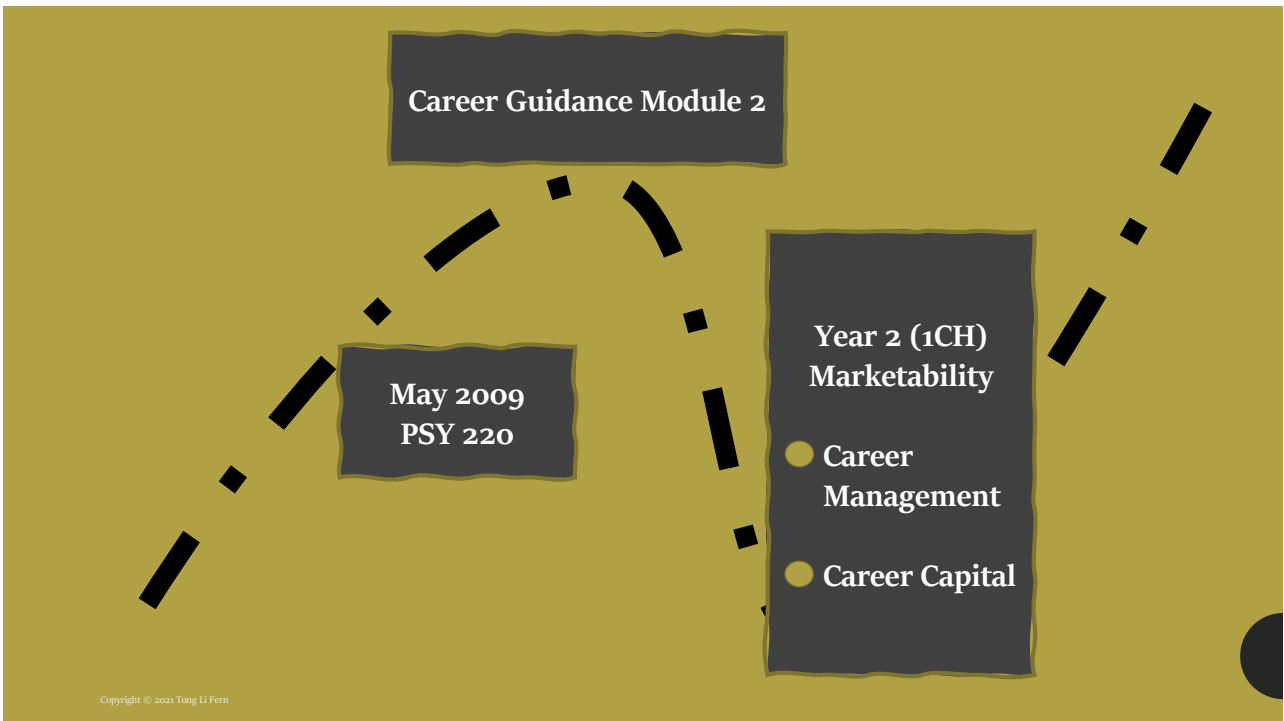 Career Guidance Module 2
May 2009
PSY 220
Year 2 (1CH)
Marketability
Career
Management
Career Capital
Copyright © 2021 Tong Li Fern